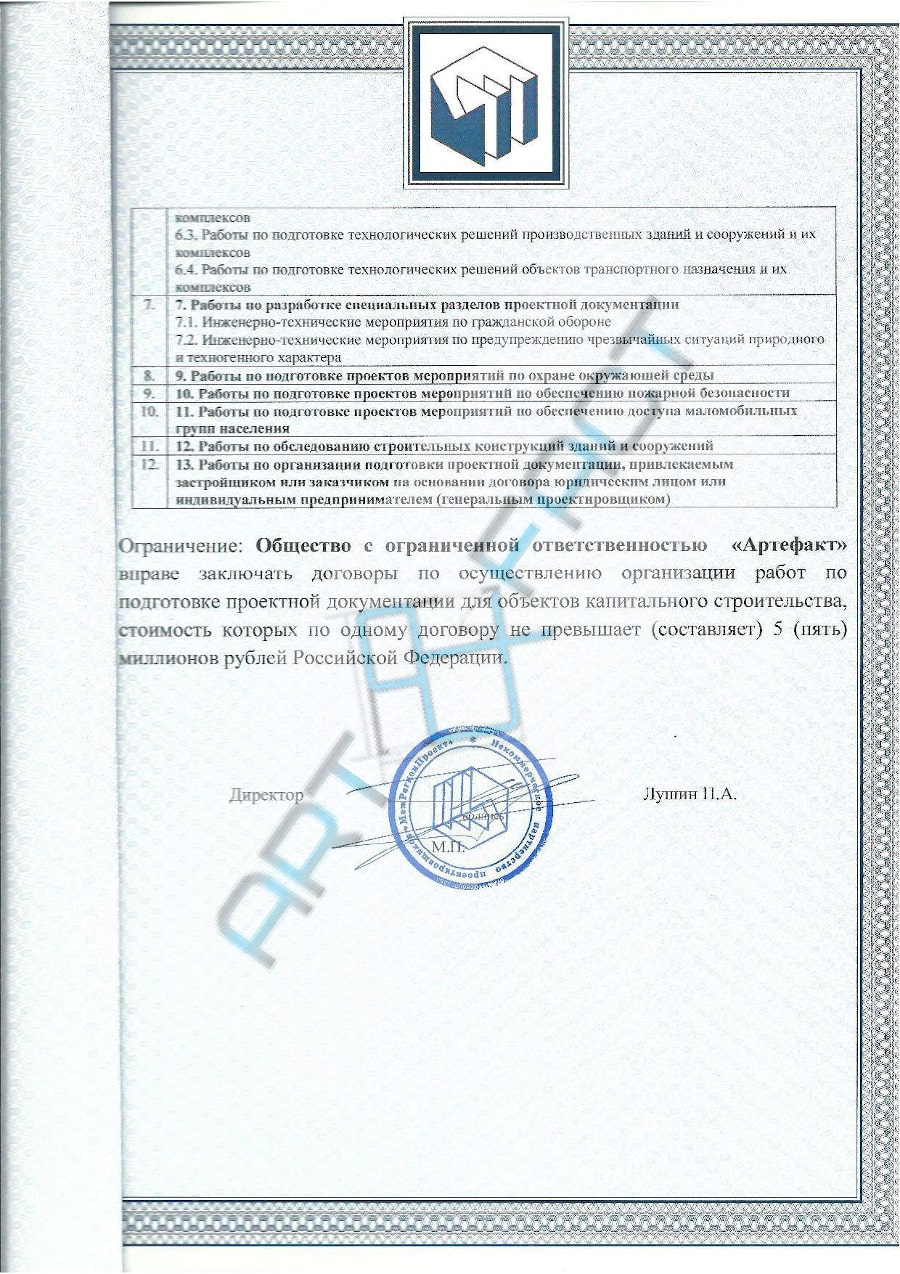 комплексов
6.3. Работы по подготовке технологических решений производственных зданий и сооружений и их
комплексов
6.4. Работы по подготовке технологических решений объектов транспортного назначения и их
комплексов
7. 7. Работы по разработке специальных разделов проектной документации
7.1. Инженерно-технические мероприятия по гражданской обороне
7.2. Инженерно-технические мероприятия по предупреждению чрезвычайных ситуаций природного
и техногенного характера
8. 9. Работы по подготовке проектов мероприятий по охране окружающей среды
9. 10. Работы по подготовке проектов мероприятий по обеспечению пожарной безопасности
10. 11. Работы по подготовке проектов мероприятий по обеспечению доступа маломобильных
групп населения
11. 12. Работы по обследованию строительных конструкций зданий и сооружений
12. 13. Работы по организации подготовки проектной документации, привлекаемым
застройщиком или заказчиком на основании договора юридическим лицом или
индивидуальным предпринимателем (генеральным проектировщиком)
Ограничение: Общество с ограниченной ответственностью «Артефакт»
вправе заключать договоры по осуществлению организации работ по
подготовке проектной документации для объектов капитального строительства,
стоимость которых по одному договору не превышает (составляет) 5 (пять)
миллионов рублей Российской Федерации.
Директор
подпись
Лушин П.А.
М.П.
Некоммерческое партнерство проектировщиков «МежРегионПроект»
ART FACT